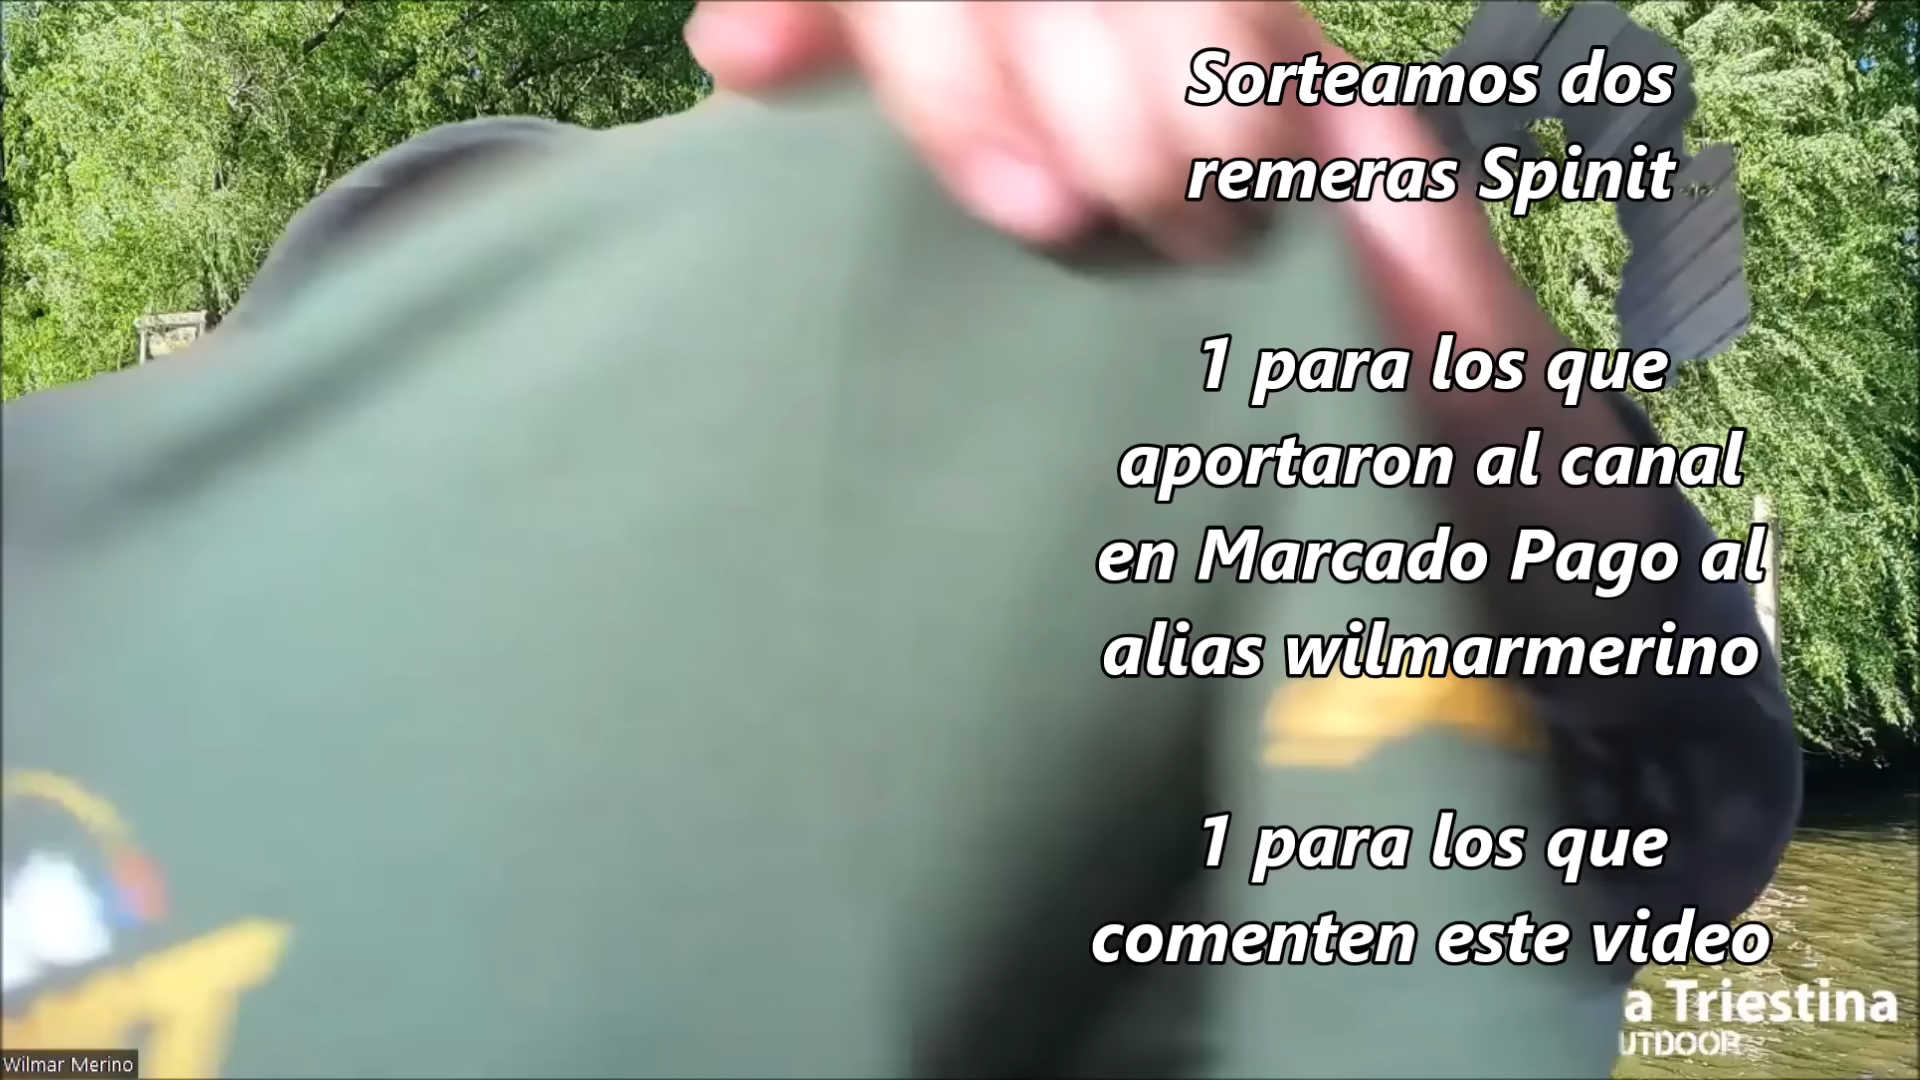 Sorteamos dos
remeras Spinit
1 para los que
aportaron al canal
en Marcado Pago al
alias wilmarmerino
1 para los que
comenten este video
a Triestina
UTDOOR
Wilmar Merino